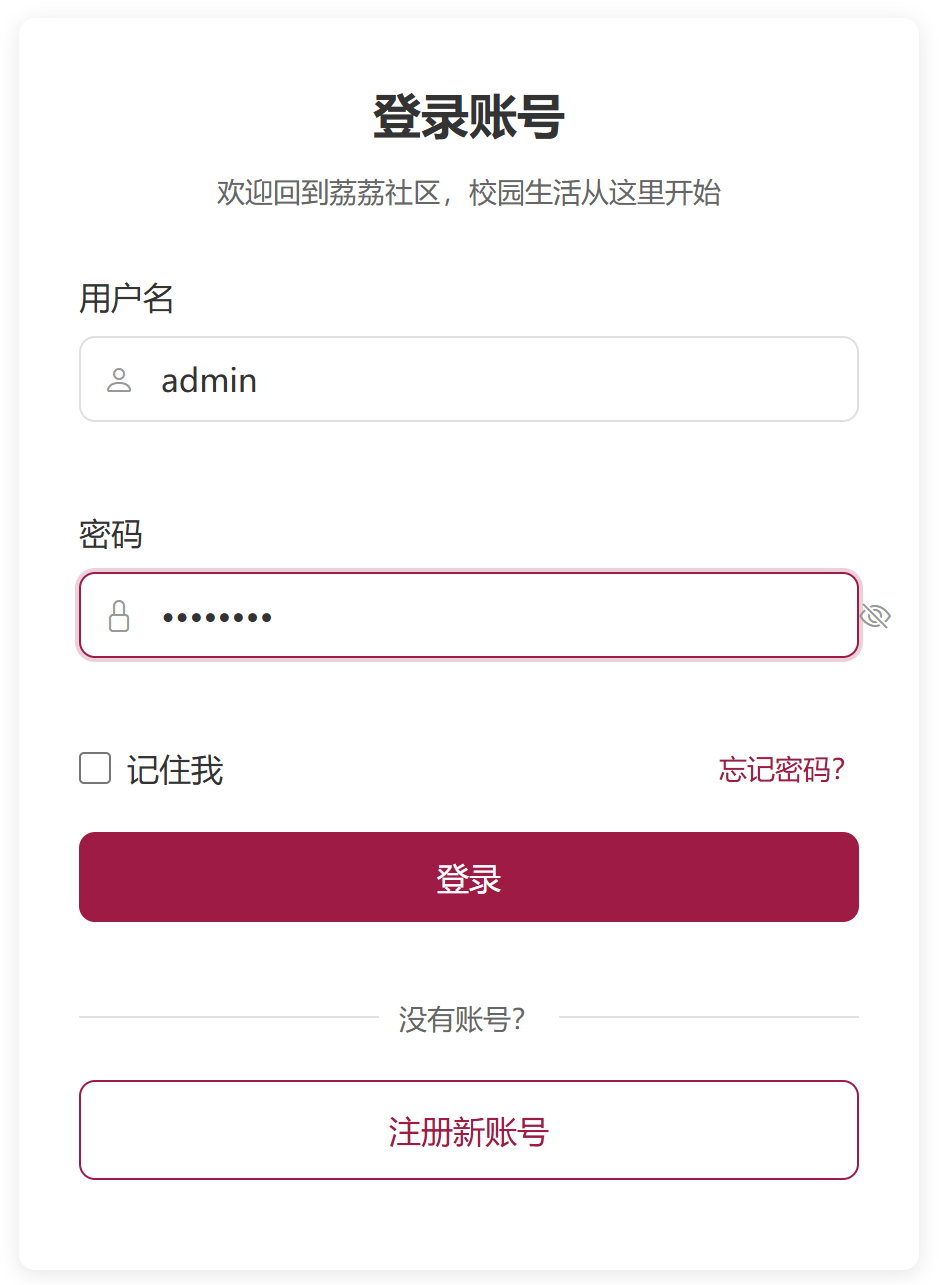 登录账号
欢迎回到荔荔社区，校园生活从这里开始
用户名
admin
密码
••••••••
记住我
忘记密码?
登录
没有账号?
注册新账号